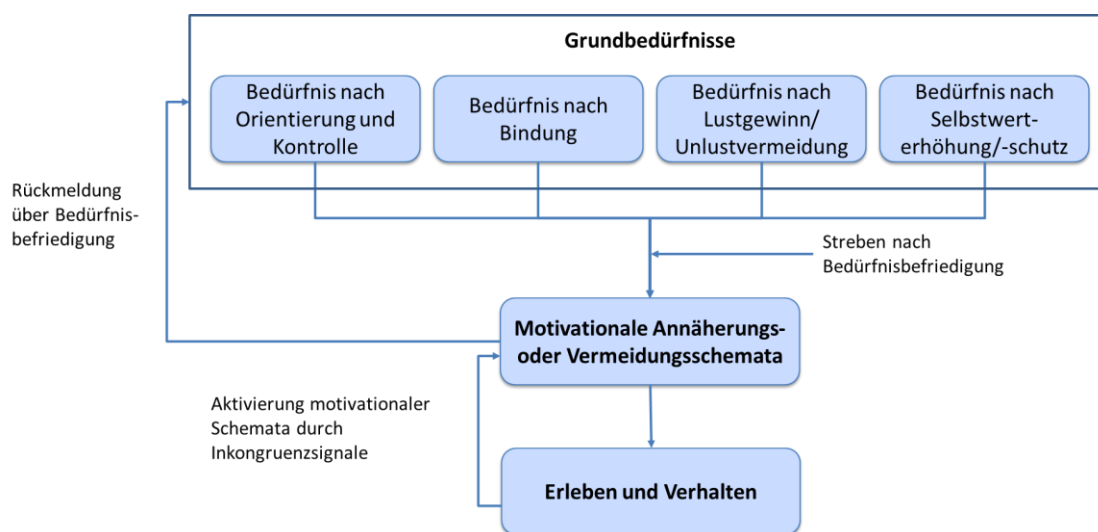 Grundbedürfnisse
Bedürfnis nach
Orientierung und
Kontrolle
Bedürfnis nach
Bindung
Bedürfnis nach
Lustgewinn/
Unlustvermeidung
Bedürfnis nach
Selbstwert-
erhöhung/-schutz
Rückmeldung
über Bedürfnis-
befriedigung
Streben nach
Bedürfnisbefriedigung
Motivationale Annäherungs-
oder Vermeidungsschemata
Aktivierung motivationaler
Schemata durch
Inkongruenzsignale
Erleben und Verhalten